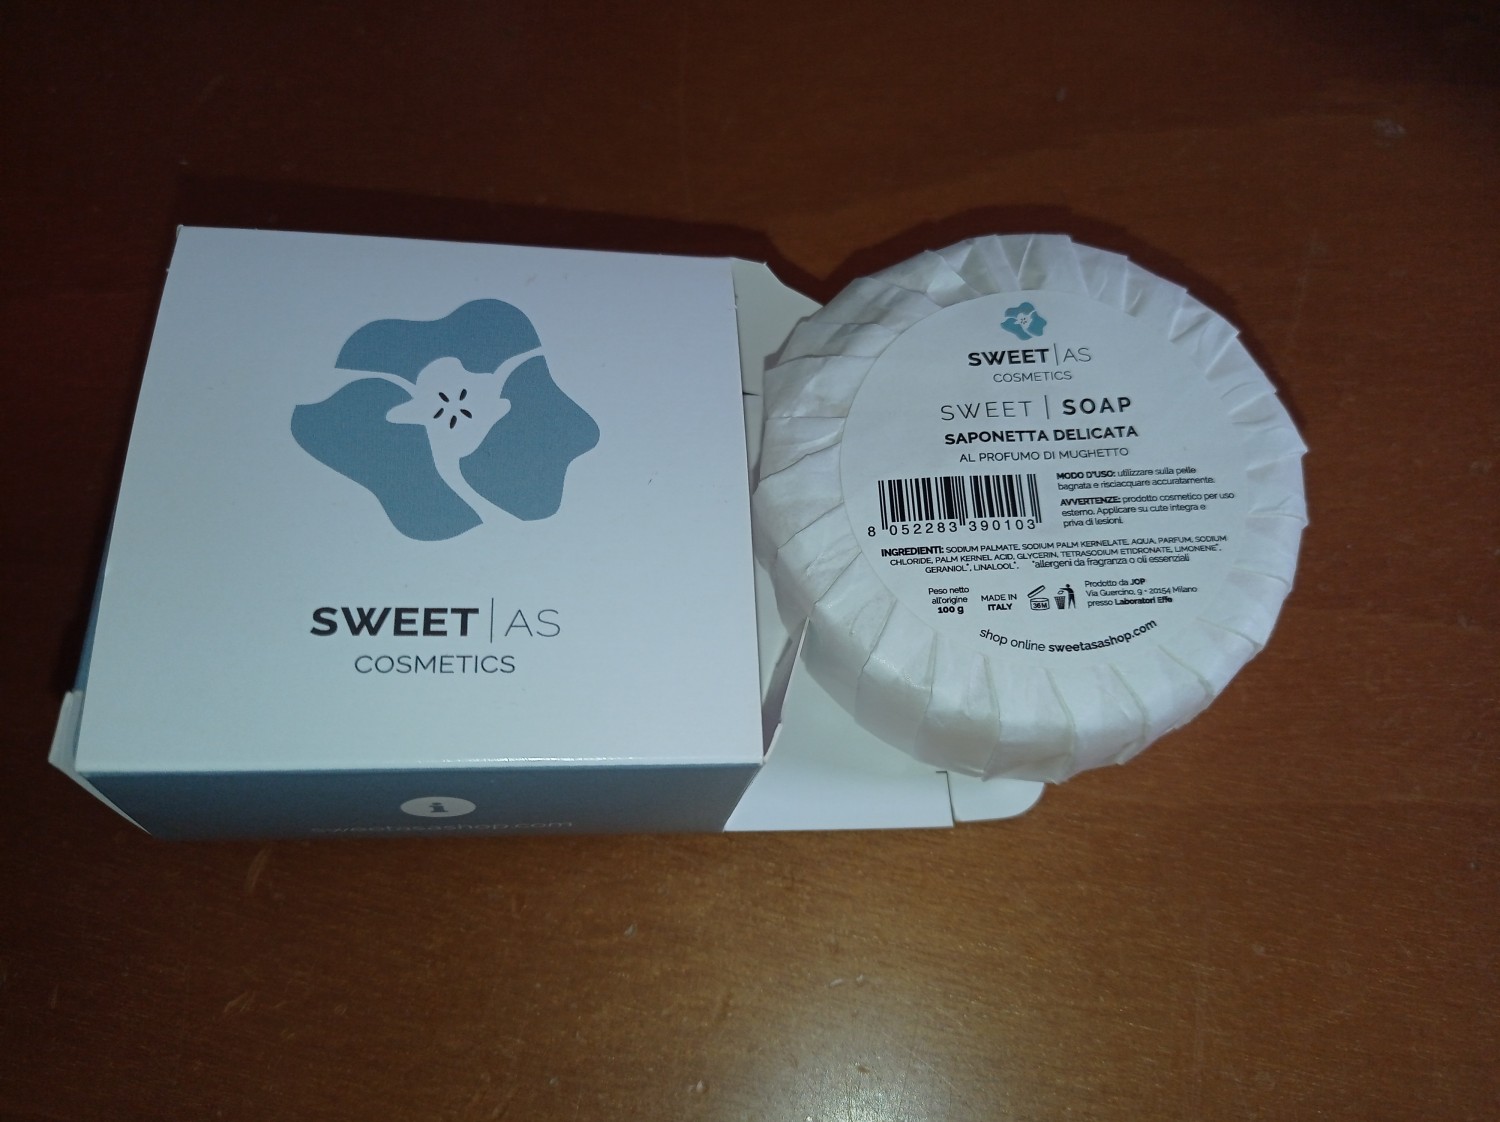 SWEET | AS
COSMETICS
i
sweetasashop.com
SWEET | AS
COSMETICS
SWEET | SOAP
SAPONETTA DELICATA
AL PROFUMO DI MUGHETTO
8 052283 390103
MODO D'USO: utilizzare sulla pelle
bagnata e risciacquare accuratamente.
AVVERTENZE: prodotto cosmetico per uso
esterno. Applicare su cute integra e
priva di lesioni.
INGREDIENTI: SODIUM PALMATE, SODIUM PALM KERNELATE, AQUA, PARFUM, SODIUM
CHLORIDE, PALM KERNEL ACID, GLYCERIN, TETRASODIUM ETIDRONATE, LIMONENE*,
GERANIOL*, LINALOOL*. *allergeni da fragranza o oli essenziali
Peso netto
all'origine
100 g
MADE IN
ITALY
36M
Prodotto da JOP
Via Guercino, 9 - 20154 Milano
presso Laboratori Effe
shop online sweetasashop.com